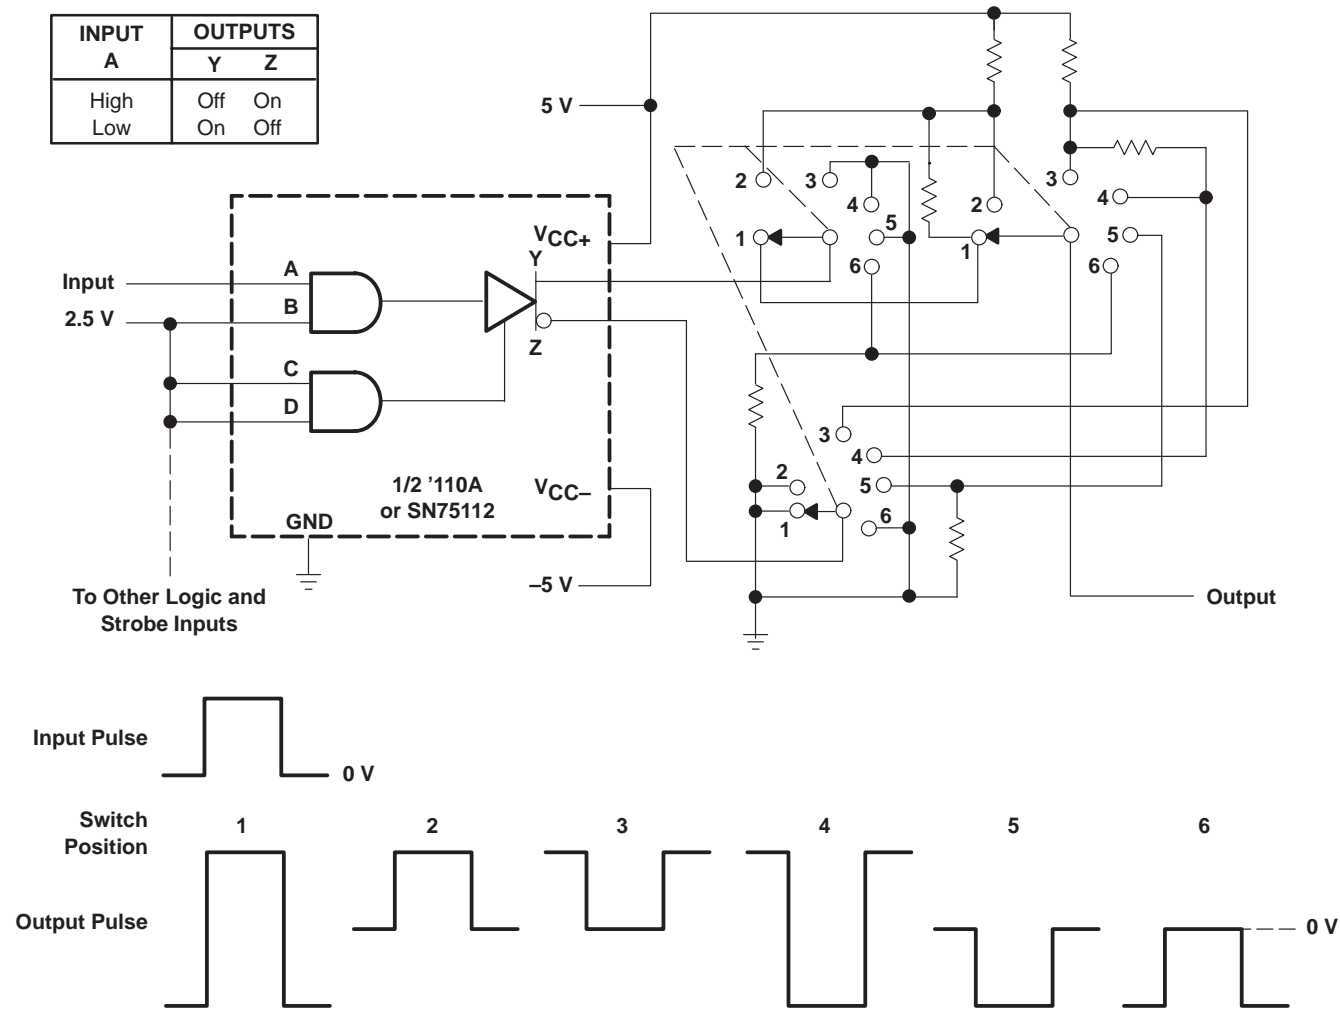 INPUT OUTPUTS
A Y Z
High Off On
Low On Off
5 V
2 3 4 5 1 6
2 1 3 4 5 6
VCC+
Y
Input A
2.5 V B
Z
C
D
1/2 '110A
or SN75112
VCC–
GND
–5 V
3
4
2 5
1 6
To Other Logic and
Strobe Inputs
Output
Input Pulse
0 V
Switch
Position
1 2 3 4 5 6
Output Pulse
0 V